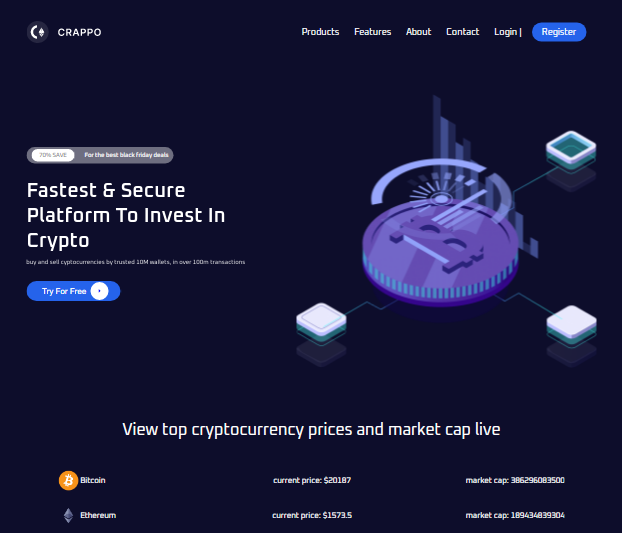 CRAPPO
Products Features About Contact Login | Register
70% SAVE For the best black friday deals
Fastest & Secure
Platform To Invest In
Crypto
buy and sell cyptocurrencies by trusted 10M wallets, in over 100m transactions
Try For Free
View top cryptocurrency prices and market cap live
Bitcoin current price: $20187 market cap: 386296083500
Ethereum current price: $1573.5 market cap: 189434839304